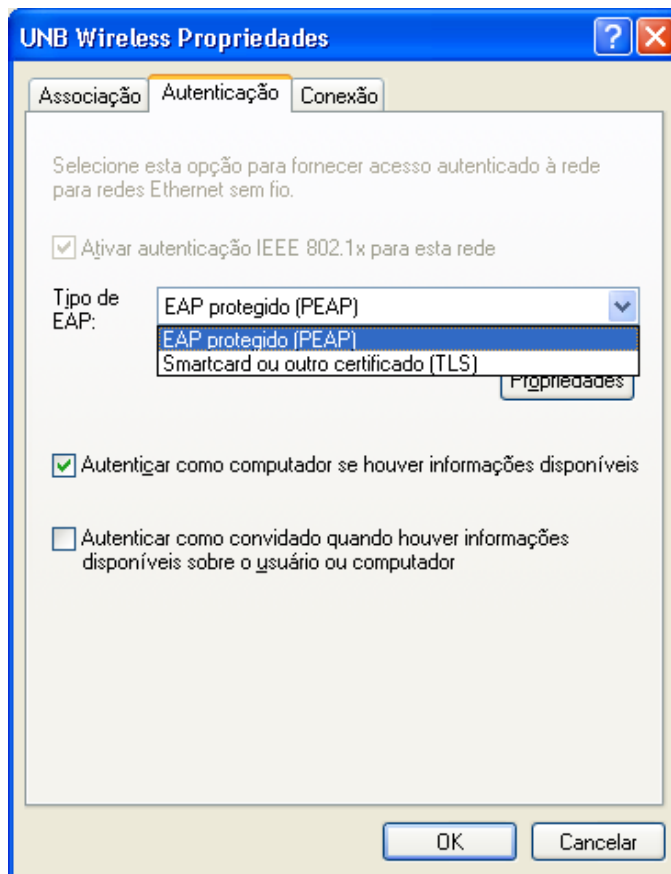 UNB Wireless Propriedades
Associação Autenticação Conexão
Selecione esta opção para fornecer acesso autenticado à rede
para redes Ethernet sem fio.
Ativar autenticação IEEE 802.1x para esta rede
Tipo de
EAP:
EAP protegido (PEAP)
EAP protegido (PEAP)
Smartcard ou outro certificado (TLS)
Propriedades
Autenticar como computador se houver informações disponíveis
Autenticar como convidado quando houver informações
disponíveis sobre o usuário ou computador
OK Cancelar